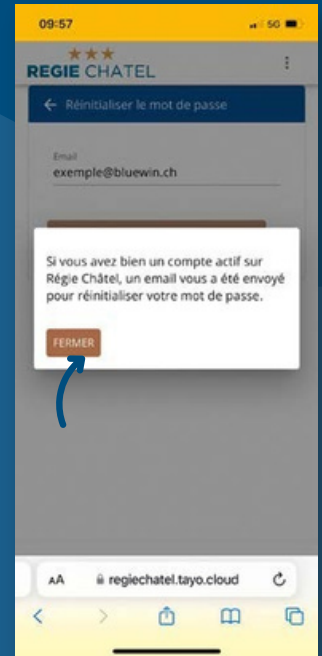 09:57
5G
REGIE CHATEL
Réinitialiser le mot de passe
Email
exemple@bluewin.ch
Si vous avez bien un compte actif sur
Régie Châtel, un email vous a été envoyé
pour réinitialiser votre mot de passe.
FERMER
AA
regiechatel.tayo.cloud